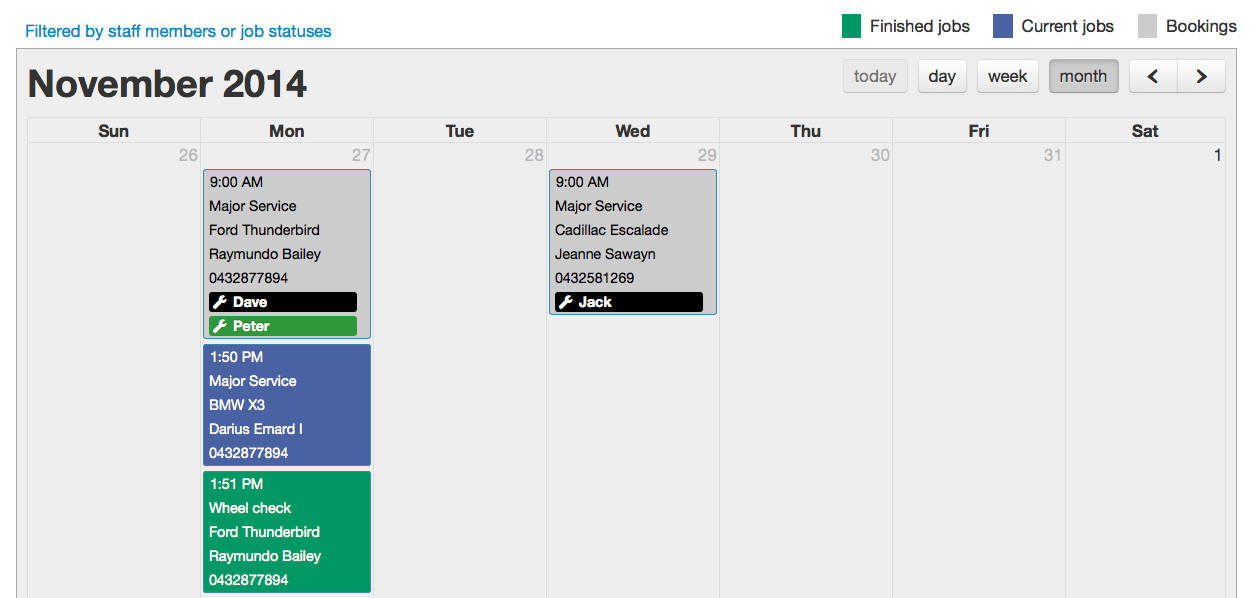 Filtered by staff members or job statuses
Finished jobs Current jobs Bookings
November 2014
today day week month
Sun Mon Tue Wed Thu Fri Sat
26 27 28 29 30 31 1
9:00 AM
Major Service
Ford Thunderbird
Raymundo Bailey
0432877894
Dave
Peter
1:50 PM
Major Service
BMW X3
Darius Emard I
0432877894
1:51 PM
Wheel check
Ford Thunderbird
Raymundo Bailey
0432877894
9:00 AM
Major Service
Cadillac Escalade
Jeanne Sawayn
0432581269
Jack